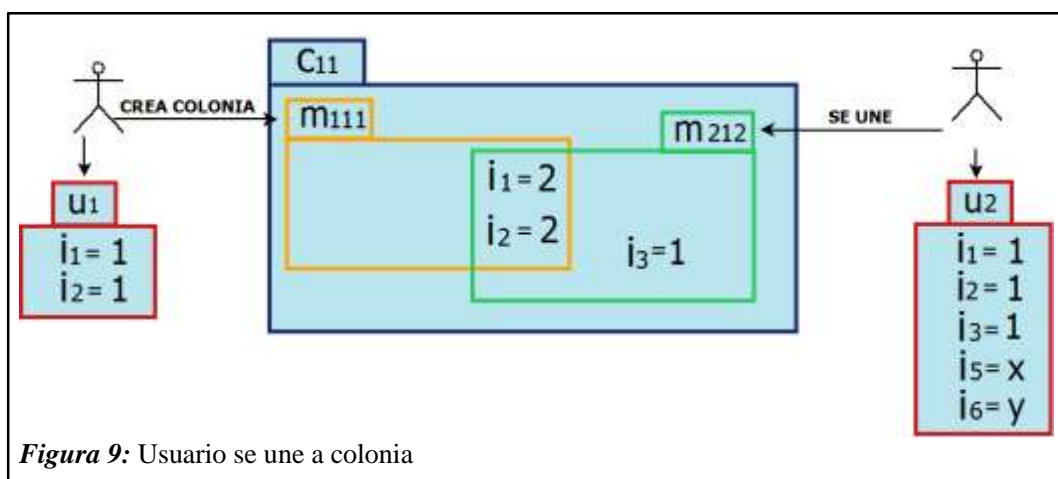 C11
CREA COLONIA
m111
m212
SE UNE
u1
i1 = 1
i2 = 1
i1 = 2
i2 = 2
i3=1
u2
i1 = 1
i2 = 1
i3 = 1
i5= x
i6= y
Figura 9: Usuario se une a colonia